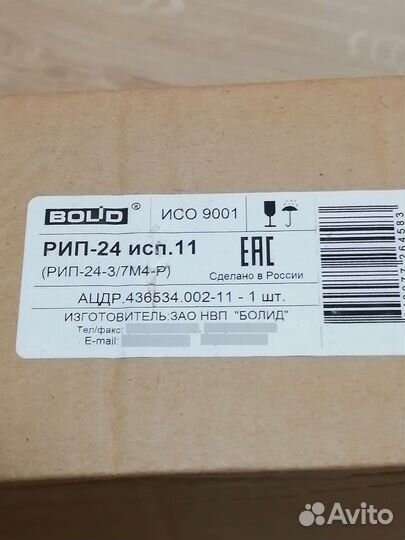 BOLID ® ИСО 9001
РИП-24 исп.11 EAC
(РИП-24-3/7М4-Р) Сделано в России
АЦДР.436534.002-11 - 1 шт.
ИЗГОТОВИТЕЛЬ:ЗАО НВП "БОЛИД"
Тел/факс:
E-mail:
Avito